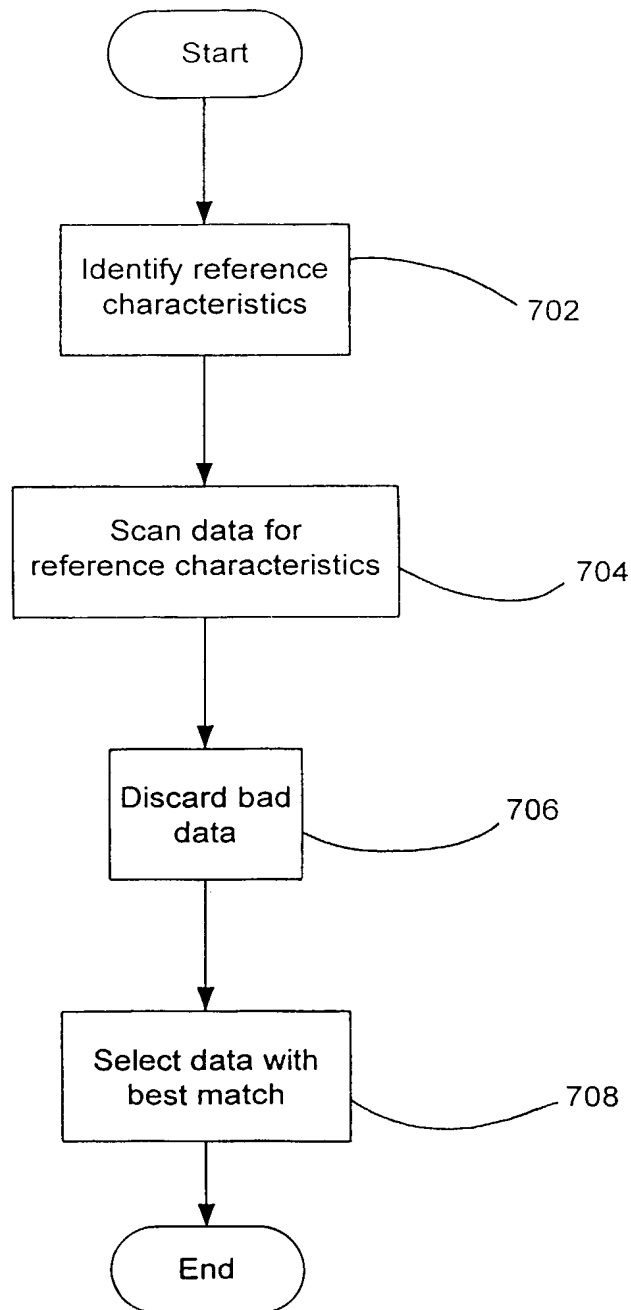 Start
Identify reference
characteristics
702
Scan data for
reference characteristics
704
Discard bad
data
706
Select data with
best match
708
End